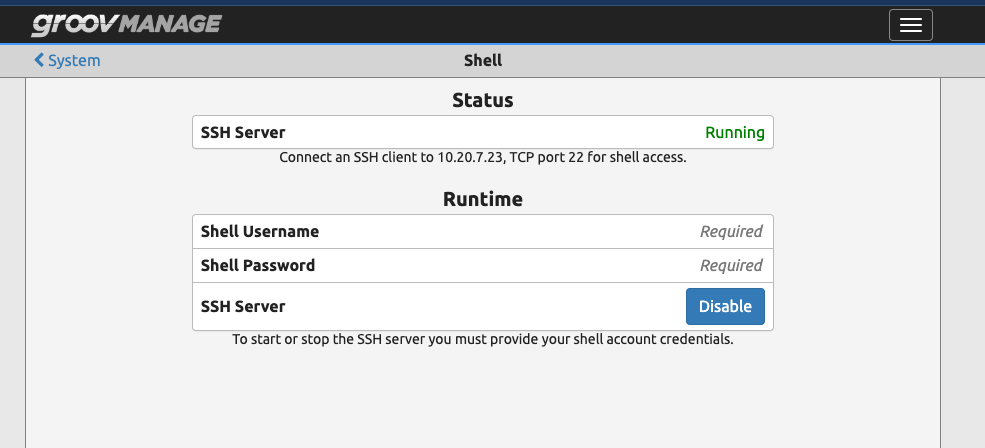 groov MANAGE
System
Shell
Status
SSH Server Running
Connect an SSH client to 10.20.7.23, TCP port 22 for shell access.
Runtime
Shell Username Required
Shell Password Required
SSH Server Disable
To start or stop the SSH server you must provide your shell account credentials.